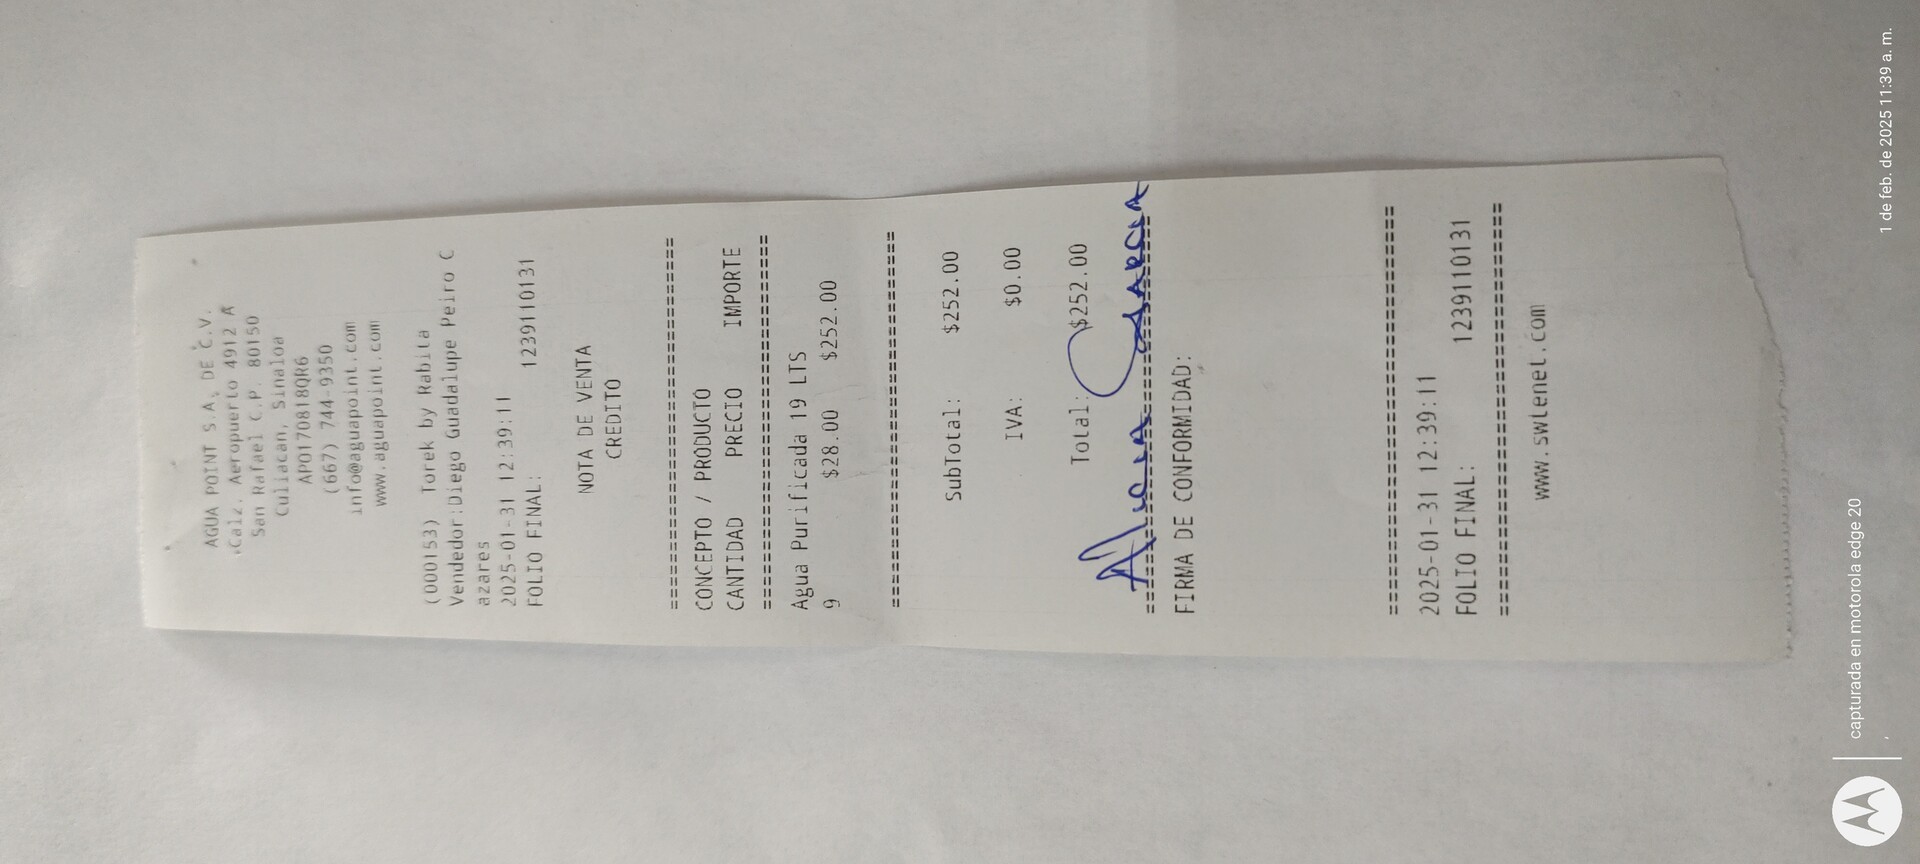 AGUA POINT S.A. DE C.V.
Calz. Aeropuerto 4912 A
San Rafael C.P. 80150
Culiacan, Sinaloa
APO170818QR6
(667) 744-9350
info@aguapoint.com
www.aguapoint.com
(000153) Torek by Rabita
Vendedor:Diego Guadalupe Peiro C
azares
2025-01-31 12:39:11
FOLIO FINAL: 1239110131
NOTA DE VENTA
CREDITO
================================
CONCEPTO / PRODUCTO
CANTIDAD PRECIO IMPORTE
================================
Agua Purificada 19 LTS
9 $28.00 $252.00
================================
SubTotal: $252.00
IVA: $0.00
Total: $252.00
GARCIA
================================
FIRMA DE CONFORMIDAD:
================================
2025-01-31 12:39:11
FOLIO FINAL: 1239110131
================================
www.swlenet.com
capturada en motorola edge 20
1 de feb. de 2025 11:39 a. m.